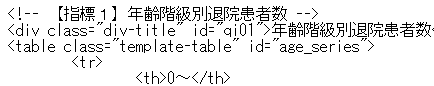 <!-- 【指標１】年齢階級別退院患者数 -->
<div class="div-title" id="qi01">年齢階級別退院患者数
<table class="template-table" id="age_series">
<tr>
<th>0～</th>